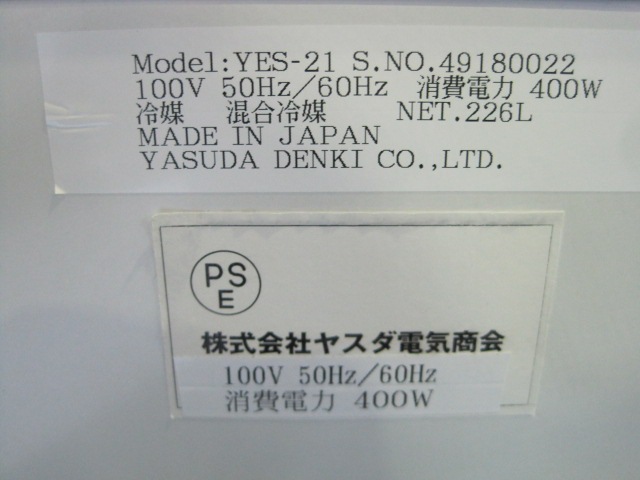 Model:YES-21 S.NO.49180022
100V 50Hz/60Hz 消費電力 400W
冷媒 混合冷媒 NET.226L
MADE IN JAPAN
YASUDA DENKI CO.,LTD.
PS
E
株式会社ヤスダ電気商会
100V 50Hz/60Hz
消費電力 400W